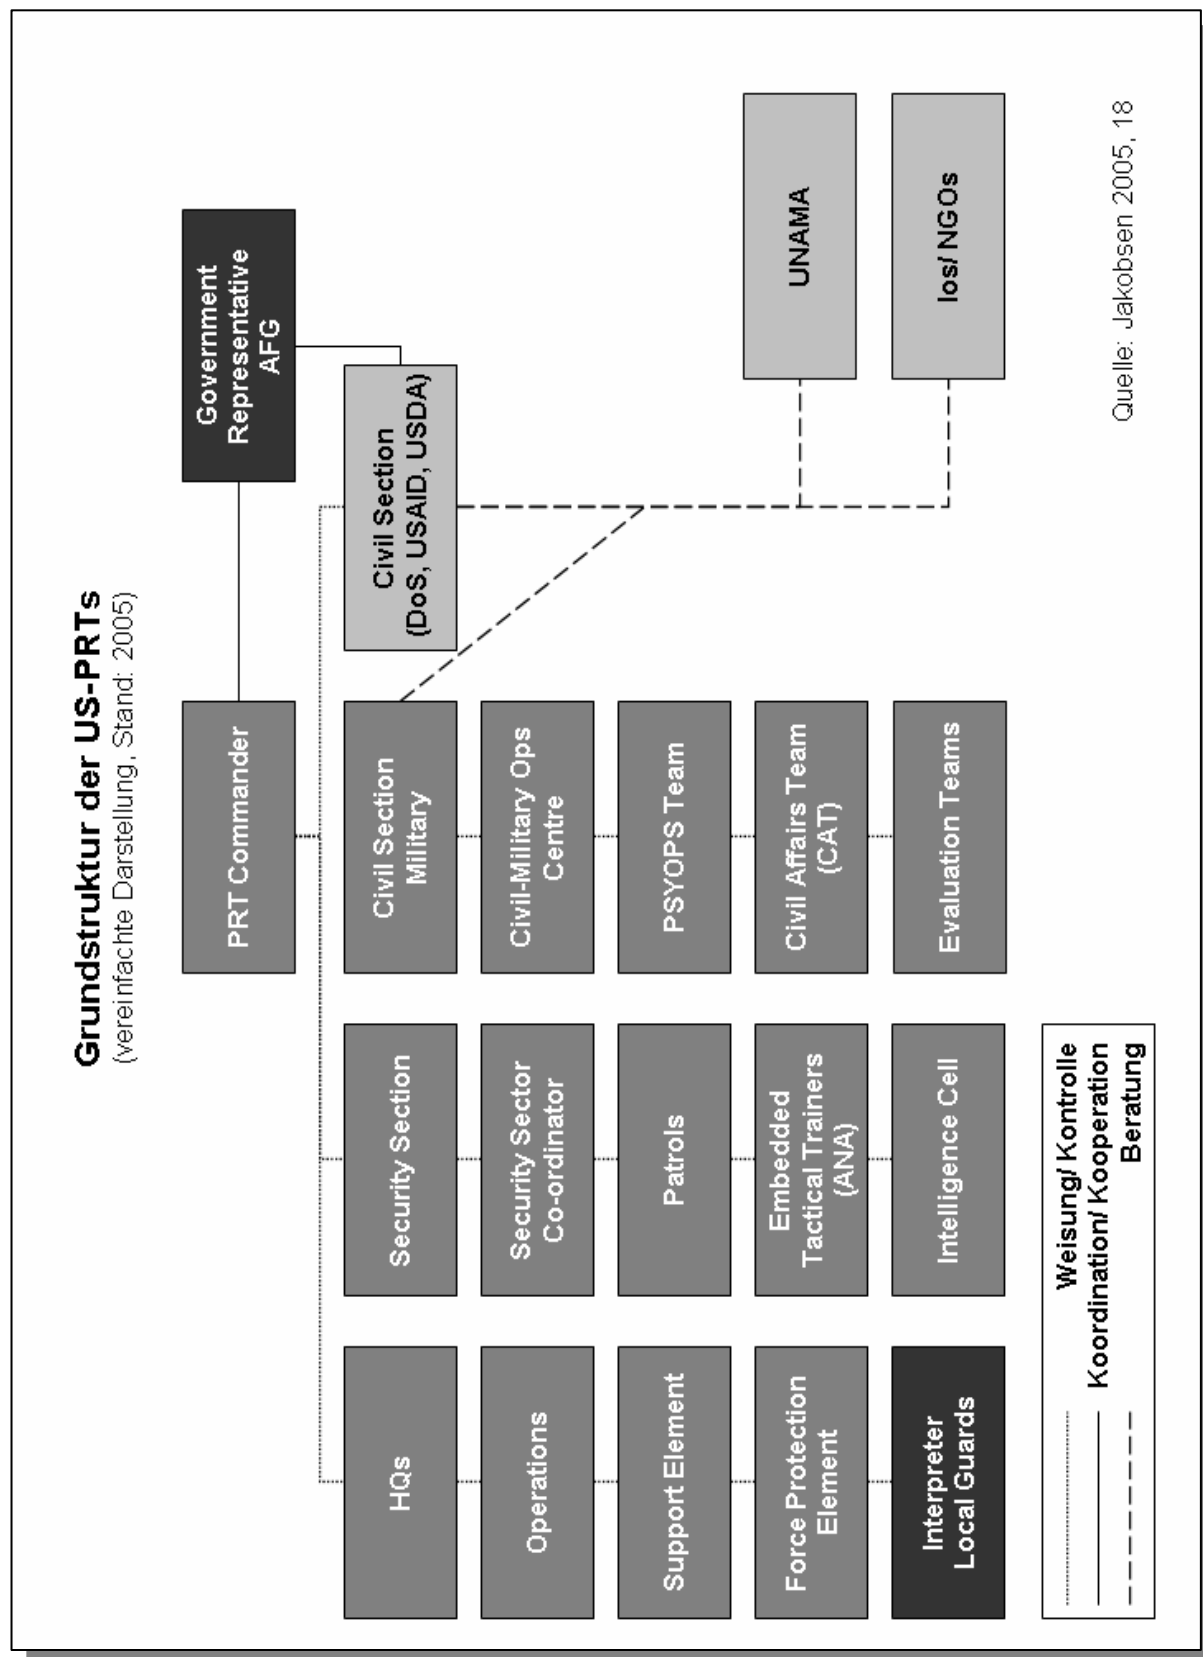 Grundstruktur der US-PRTs
(vereinfachte Darstellung, Stand: 2005)
PRT Commander
Government
Representative
AFG
HQs
Security Section
Civil Section
Military
Civil Section
(DoS, USAID, USDA)
Operations
Security Sector
Co-ordinator
Civil-Military Ops
Centre
Support Element
Patrols
PSYOPS Team
Force Protection
Element
Embedded
Tactical Trainers
(ANA)
Civil Affairs Team
(CAT)
UNAMA
Interpreter
Local Guards
Intelligence Cell
Evaluation Teams
Ios/ NGOs
Weisung/ Kontrolle
Koordination/ Kooperation
Beratung
Quelle: Jakobsen 2005, 18